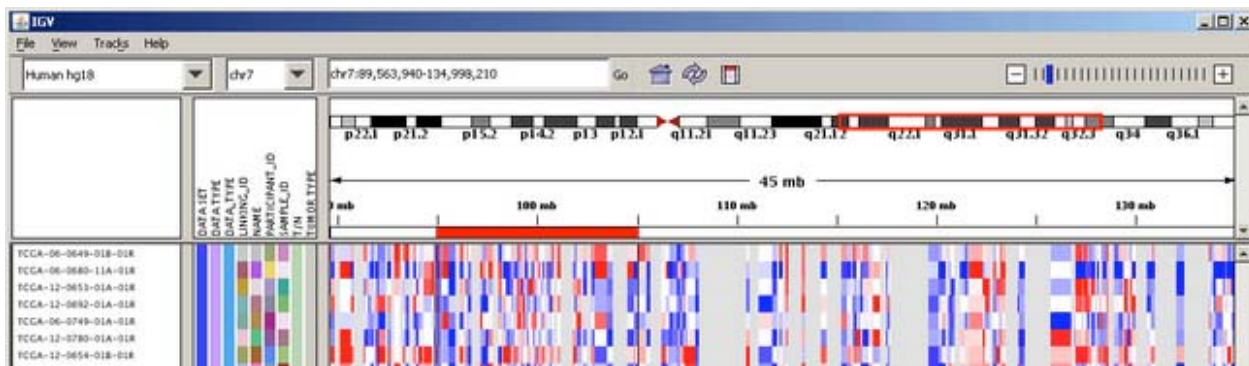 IGV
File View Tracks Help
Human hg18 chr7 chr7:89,563,940-134,998,210 Go
p22.1 p21.2 p15.2 p14.2 p13 p12.1 q11.21 q11.23 q21.12 q22.1 q31.1 q31.32 q32.3 q34 q36.1
45 mb
mb 100 mb 110 mb 120 mb 130 mb
DATA SET
DATA TYPE
DATA_TYPE
LINKING_ID
NAME
PARTICIPANT_ID
SAMPLE_ID
T/N
TUMOR TYPE
TCGA-06-0649-01B-01R
TCGA-06-0680-11A-01R
TCGA-12-0653-01A-01R
TCGA-12-0692-01A-01R
TCGA-06-0749-01A-01R
TCGA-12-0780-01A-01R
TCGA-12-0654-01B-01R